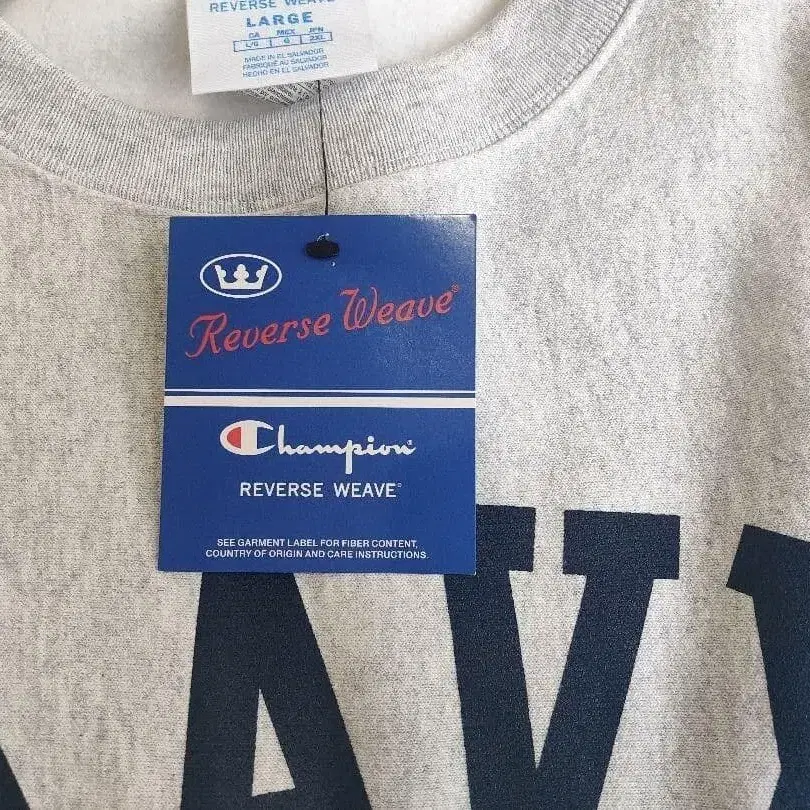 REVERSE WEAVE
LARGE
CA MEX JPN
L/G G 2XL
MADE IN EL SALVADOR
FABRIQUÉ AU SALVADOR
HECHO EN EL SALVADOR
Reverse Weave®
Champion
REVERSE WEAVE®
SEE GARMENT LABEL FOR FIBER CONTENT,
COUNTRY OF ORIGIN AND CARE INSTRUCTIONS.
AVY